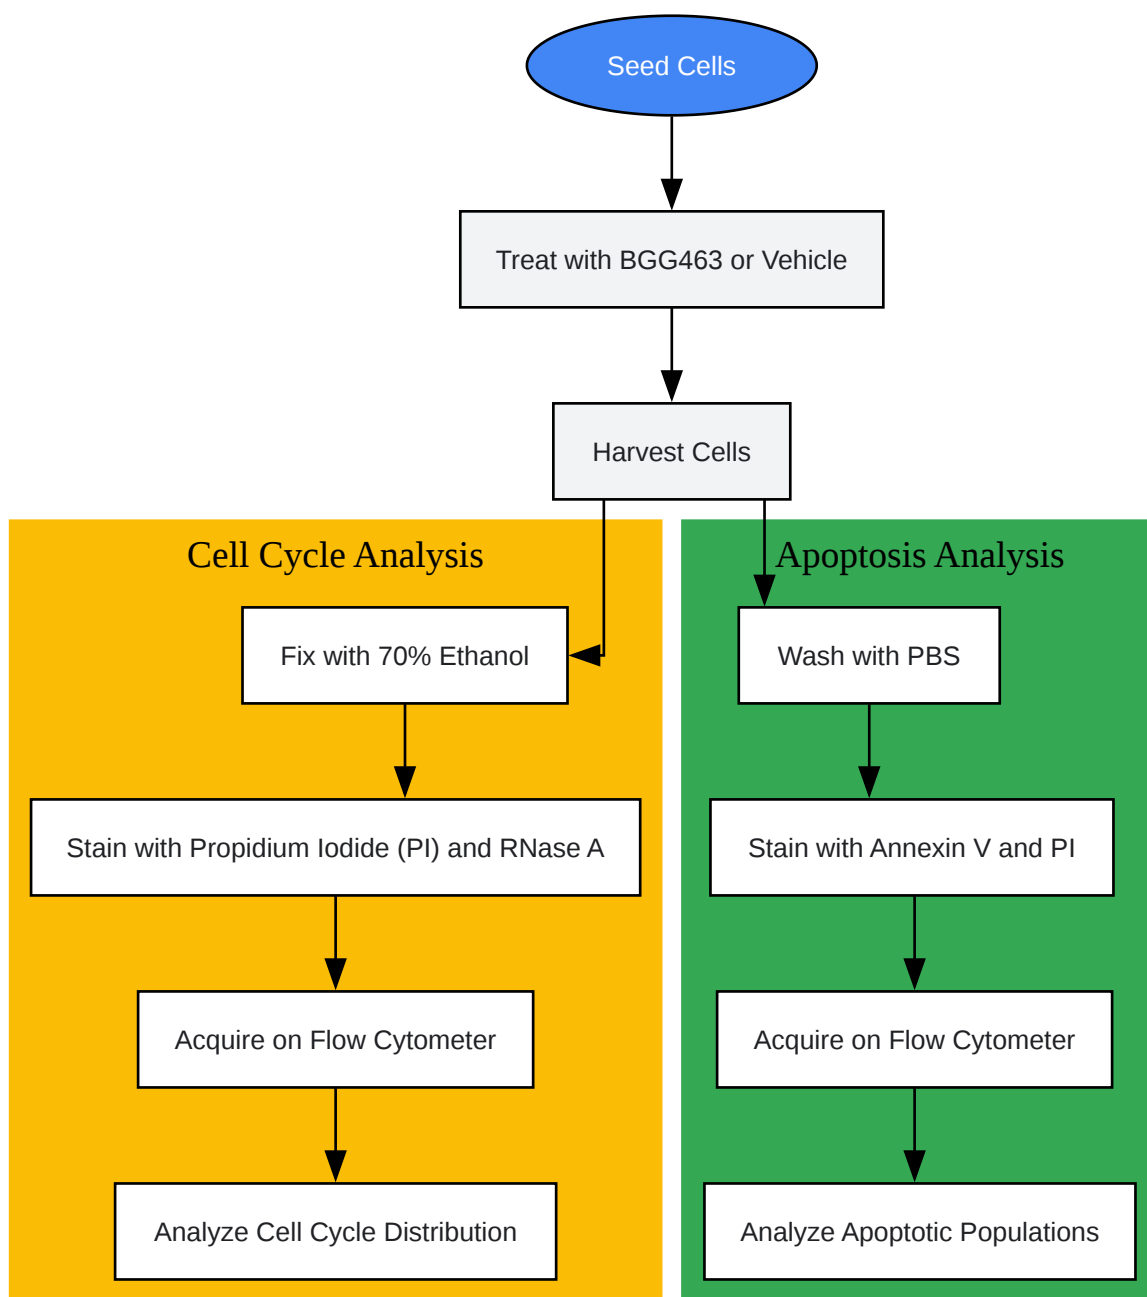 Seed Cells
Treat with BGG463 or Vehicle
Harvest Cells
Cell Cycle Analysis
Fix with 70% Ethanol
Stain with Propidium Iodide (PI) and RNase A
Acquire on Flow Cytometer
Analyze Cell Cycle Distribution
Apoptosis Analysis
Wash with PBS
Stain with Annexin V and PI
Acquire on Flow Cytometer
Analyze Apoptotic Populations